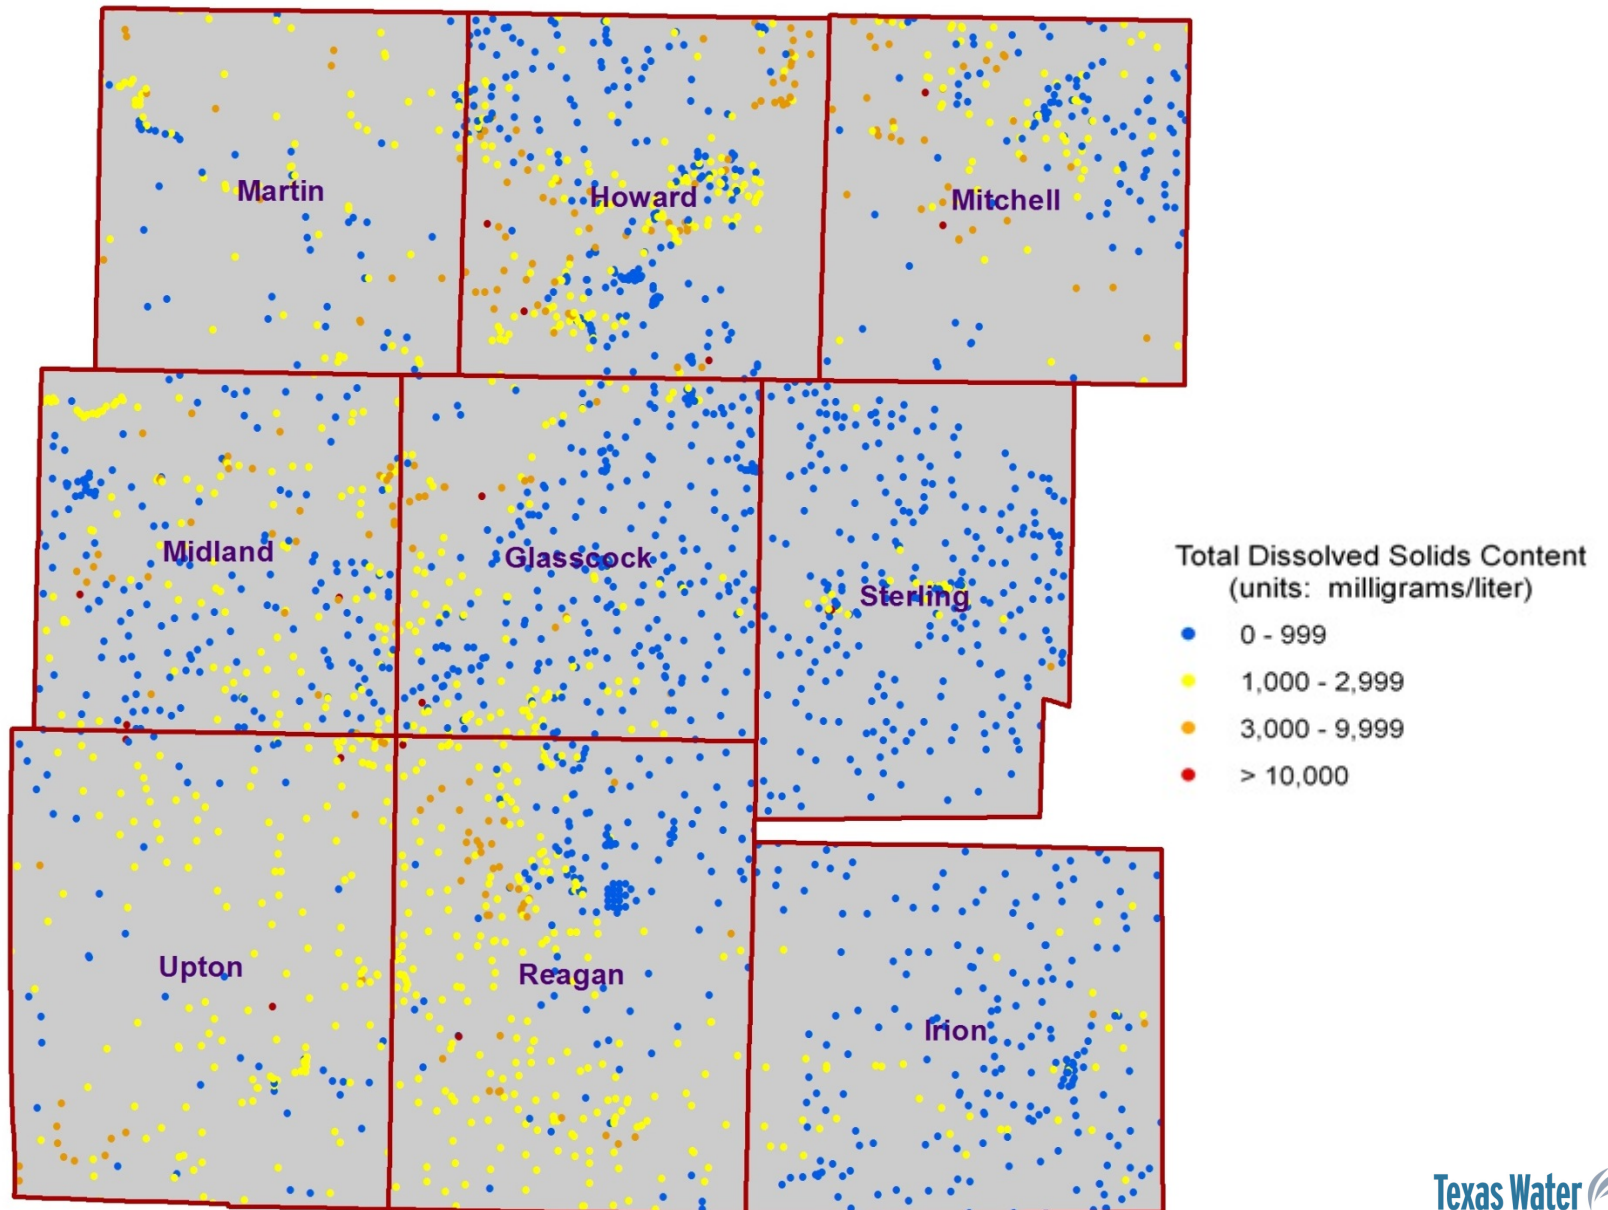 Martin
Howard
Mitchell
Midland
Glasscock
Sterling
Total Dissolved Solids Content
(units: milligrams/liter)
0 - 999
1,000 - 2,999
3,000 - 9,999
> 10,000
Upton
Reagan
Irion
Texas Water